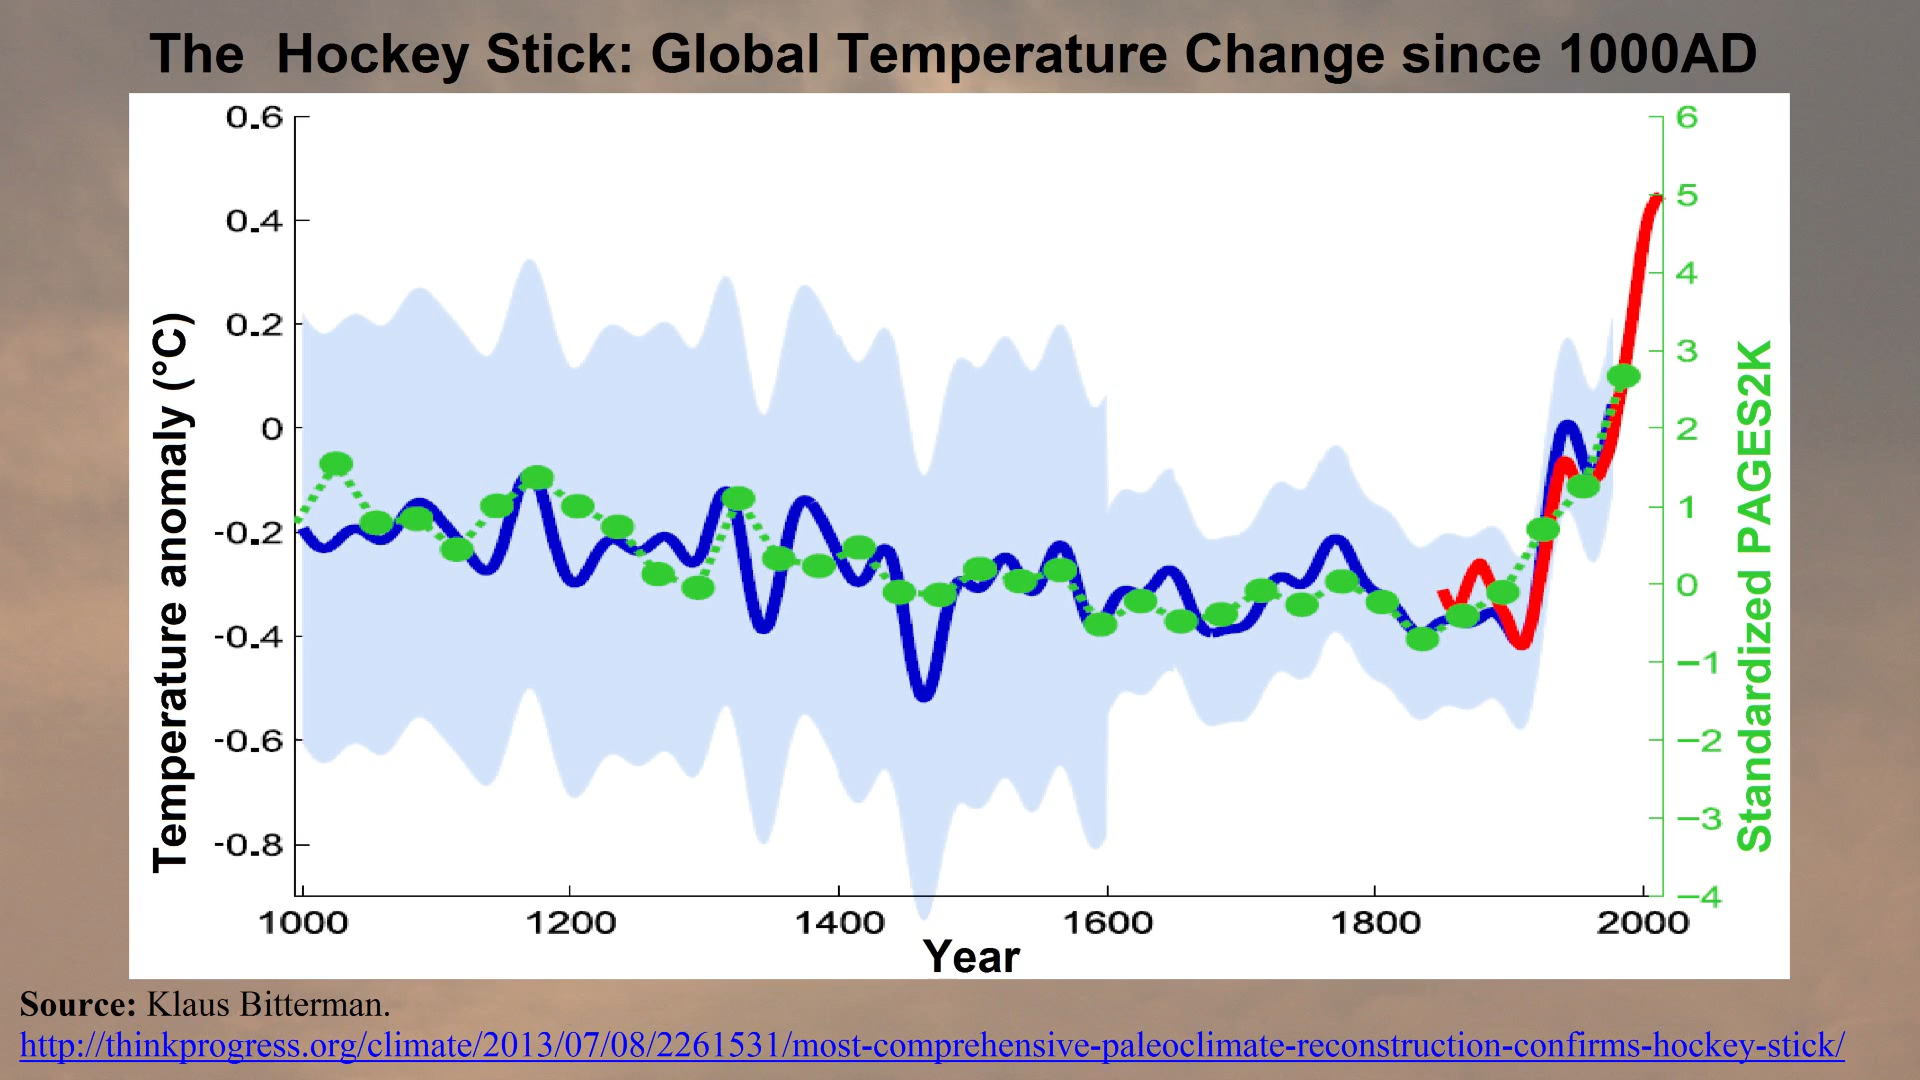 The  Hockey Stick: Global Temperature Change since 1000AD
0.6
0.4
0.2
0
-0.2
-0.4
-0.6
-0.8
Temperature anomaly (°C)
1000 1200 1400 1600 1800 2000
Year
6
5
4
3
2
1
0
−1
−2
−3
−4
Standardized PAGES2K
Source: Klaus Bitterman.
http://thinkprogress.org/climate/2013/07/08/2261531/most-comprehensive-paleoclimate-reconstruction-confirms-hockey-stick/